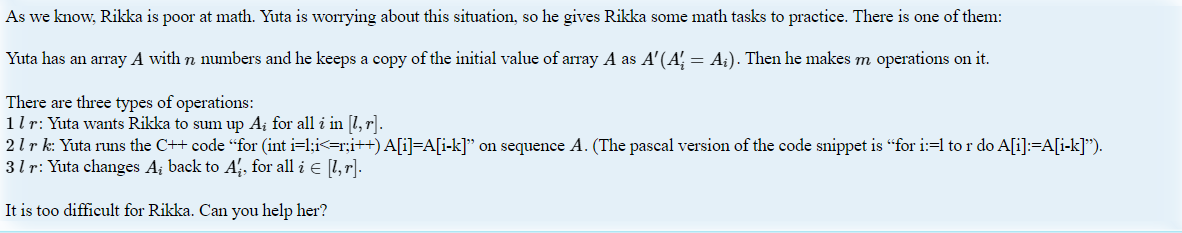 As we know, Rikka is poor at math. Yuta is worrying about this situation, so he gives Rikka some math tasks to practice. There is one of them:
Yuta has an array A with n numbers and he keeps a copy of the initial value of array A as A′(A′ᵢ = Aᵢ). Then he makes m operations on it.
There are three types of operations:
1 l r: Yuta wants Rikka to sum up Aᵢ for all i in [l, r].
2 l r k: Yuta runs the C++ code “for (int i=l;i<=r;i++) A[i]=A[i-k]” on sequence A. (The pascal version of the code snippet is “for i:=l to r do A[i]:=A[i-k]”).
3 l r: Yuta changes Aᵢ back to A′ᵢ, for all i ∈ [l, r].
It is too difficult for Rikka. Can you help her?